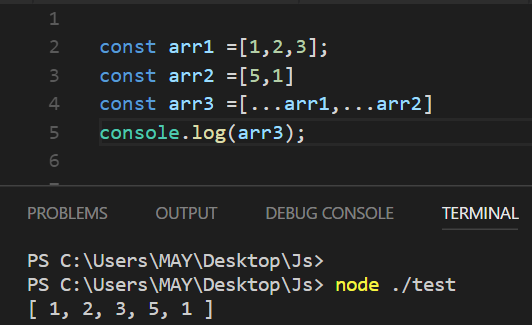 1
2 const arr1 =[1,2,3];
3 const arr2 =[5,1]
4 const arr3 =[...arr1,...arr2]
5 console.log(arr3);
6
PROBLEMS OUTPUT DEBUG CONSOLE TERMINAL
PS C:\Users\MAY\Desktop\Js>
PS C:\Users\MAY\Desktop\Js> node ./test
[ 1, 2, 3, 5, 1 ]